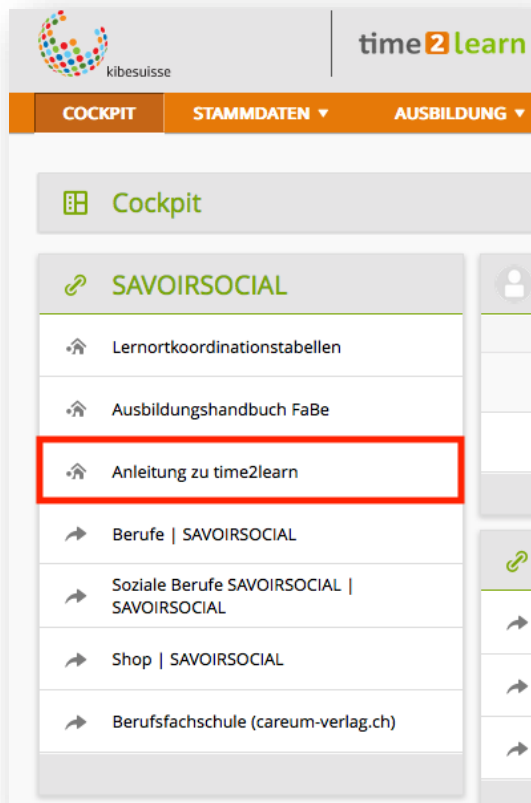 kibesuisse
time2learn
COCKPIT STAMMDATEN AUSBILDUNG
Cockpit
SAVOIRSOCIAL
Lernortkoordinationstabellen
Ausbildungshandbuch FaBe
Anleitung zu time2learn
Berufe | SAVOIRSOCIAL
Soziale Berufe SAVOIRSOCIAL |
SAVOIRSOCIAL
Shop | SAVOIRSOCIAL
Berufsfachschule (careum-verlag.ch)